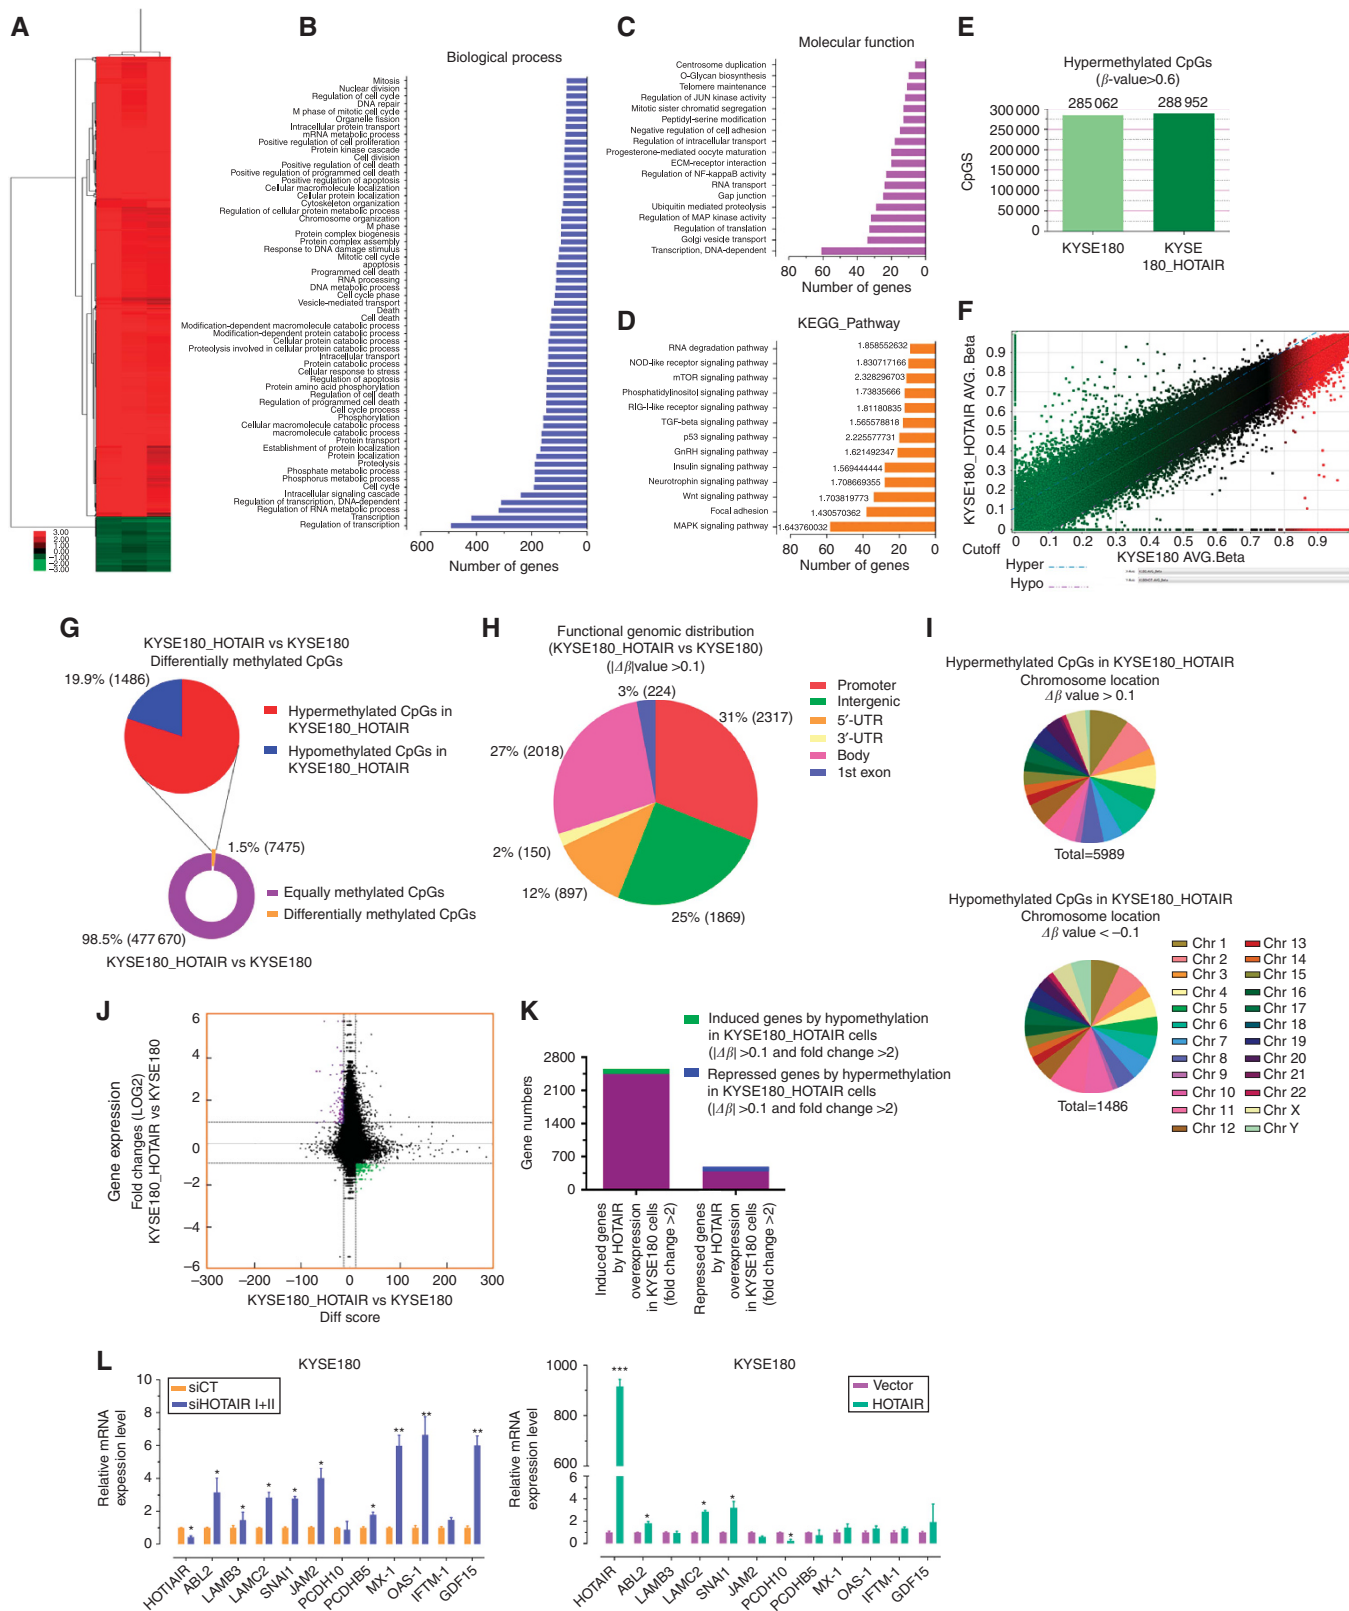 A
3.00
2.00
1.00
0.00
−1.00
−2.00
−3.00
B
Biological process
Mitosis
Nuclear division
Regulation of cell cycle
DNA repair
M phase of mitotic cell cycle
Organelle fission
Intracellular protein transport
mRNA metabolic process
Positive regulation of cell proliferation
Protein kinase cascade
Cell division
Positive regulation of cell death
Positive regulation of programmed cell death
Positive regulation of apoptosis
Cellular macromolecule localization
Cellular protein localization
Cytoskeleton organization
Regulation of cellular protein metabolic process
Chromosome organization
M phase
Protein complex biogenesis
Protein complex assembly
Response to DNA damage stimulus
Mitotic cell cycle
apoptosis
Programmed cell death
RNA processing
DNA metabolic process
Cell cycle phase
Vesicle-mediated transport
Death
Cell death
Modification-dependent macromolecule catabolic process
Modification-dependent protein catabolic process
Cellular protein catabolic process
Proteolysis involved in cellular protein catabolic process
Intracellular transport
Protein catabolic process
Cellular response to stress
Regulation of apoptosis
Protein amino acid phosphorylation
Regulation of cell death
Regulation of programmed cell death
Cell cycle process
Phosphorylation
Cellular macromolecule catabolic process
macromolecule catabolic process
Protein transport
Establishment of protein localization
Protein localization
Proteolysis
Phosphate metabolic process
Phosphorus metabolic process
Cell cycle
Intracellular signaling cascade
Regulation of transcription, DNA-dependent
Regulation of RNA metabolic process
Transcription
Regulation of transcription
600 400 200 0
Number of genes
C
Molecular function
Centrosome duplication
O-Glycan biosynthesis
Telomere maintenance
Regulation of JUN kinase activity
Mitotic sister chromatid segregation
Peptidyl-serine modification
Negative regulation of cell adhesion
Regulation of intracellular transport
Progesterone-mediated oocyte maturation
ECM-receptor interaction
Regulation of NF-kappaB activity
RNA transport
Gap junction
Ubiquitin mediated proteolysis
Regulation of MAP kinase activity
Regulation of translation
Golgi vesicle transport
Transcription, DNA-dependent
80 60 40 20 0
Number of genes
D
KEGG_Pathway
RNA degradation pathway 1.858552632
NOD-like receptor signaling pathway 1.830717166
mTOR signaling pathway 2.328296703
Phosphatidylinositol signaling pathway 1.73835666
RIG-I-like receptor signaling pathway 1.81180835
TGF-beta signaling pathway 1.565578818
p53 signaling pathway 2.225577731
GnRH signaling pathway 1.621492347
Insulin signaling pathway 1.569444444
Neurotrophin signaling pathway 1.708669355
Wnt signaling pathway 1.703819773
Focal adhesion 1.430570362
MAPK signaling pathway 1.643760032
80 60 40 20 0
Number of genes
E
Hypermethylated CpGs
(β-value>0.6)
285 062 288 952
300 000
250 000
200 000
150 000
100 000
50 000
0
CpGS
KYSE180 KYSE
180_HOTAIR
F
KYSE180_HOTAIR AVG. Beta
0.9
0.8
0.7
0.6
0.5
0.4
0.3
0.2
0.1
0
0 0.1 0.2 0.3 0.4 0.5 0.6 0.7 0.8 0.9
KYSE180 AVG.Beta
Cutoff
Hyper
Hypo
G
KYSE180_HOTAIR vs KYSE180
Differentially methylated CpGs
19.9% (1486)
Hypermethylated CpGs in
KYSE180_HOTAIR
Hypomethylated CpGs in
KYSE180_HOTAIR
1.5% (7475)
Equally methylated CpGs
Differentially methylated CpGs
98.5% (477 670)
KYSE180_HOTAIR vs KYSE180
H
Functional genomic distribution
(KYSE180_HOTAIR vs KYSE180)
(|Δβ|value >0.1)
3% (224)
31% (2317)
27% (2018)
2% (150)
12% (897)
25% (1869)
Promoter
Intergenic
5′-UTR
3′-UTR
Body
1st exon
I
Hypermethylated CpGs in KYSE180_HOTAIR
Chromosome location
Δβ value > 0.1
Total=5989
Hypomethylated CpGs in KYSE180_HOTAIR
Chromosome location
Δβ value < −0.1
Total=1486
Chr 1 Chr 13
Chr 2 Chr 14
Chr 3 Chr 15
Chr 4 Chr 16
Chr 5 Chr 17
Chr 6 Chr 18
Chr 7 Chr 19
Chr 8 Chr 20
Chr 9 Chr 21
Chr 10 Chr 22
Chr 11 Chr X
Chr 12 Chr Y
J
Gene expression
Fold changes (LOG2)
KYSE180_HOTAIR vs KYSE180
6
4
2
0
−2
−4
−6
−300 −200 −100 0 100 200 300
KYSE180_HOTAIR vs KYSE180
Diff score
K
Induced genes by hypomethylation
in KYSE180_HOTAIR cells
(|Δβ| >0.1 and fold change >2)
Repressed genes by hypermethylation
in KYSE180_HOTAIR cells
(|Δβ| >0.1 and fold change >2)
Gene numbers
2800
2100
1400
700
0
Induced genes
by HOTAIR
overexpression
in KYSE180 cells
(fold change >2)
Repressed genes
by HOTAIR
overexpression
in KYSE180 cells
(fold change >2)
L
KYSE180
siCT
siHOTAIR I+II
Relative mRNA
expession level
10
8
6
4
2
0
* * * * * * * ** ** **
HOTIAIR ABL2 LAMB3 LAMC2 SNAI1 JAM2 PCDH10 PCDHB5 MX-1 OAS-1 IFTM-1 GDF15
KYSE180
Vector
HOTAIR
Relative mRNA
expression level
1000
800
600
6
4
2
0
*** * * * *
HOTAIR ABL2 LAMB3 LAMC2 SNAI1 JAM2 PCDH10 PCDHB5 MX-1 OAS-1 IFTM-1 GDF15